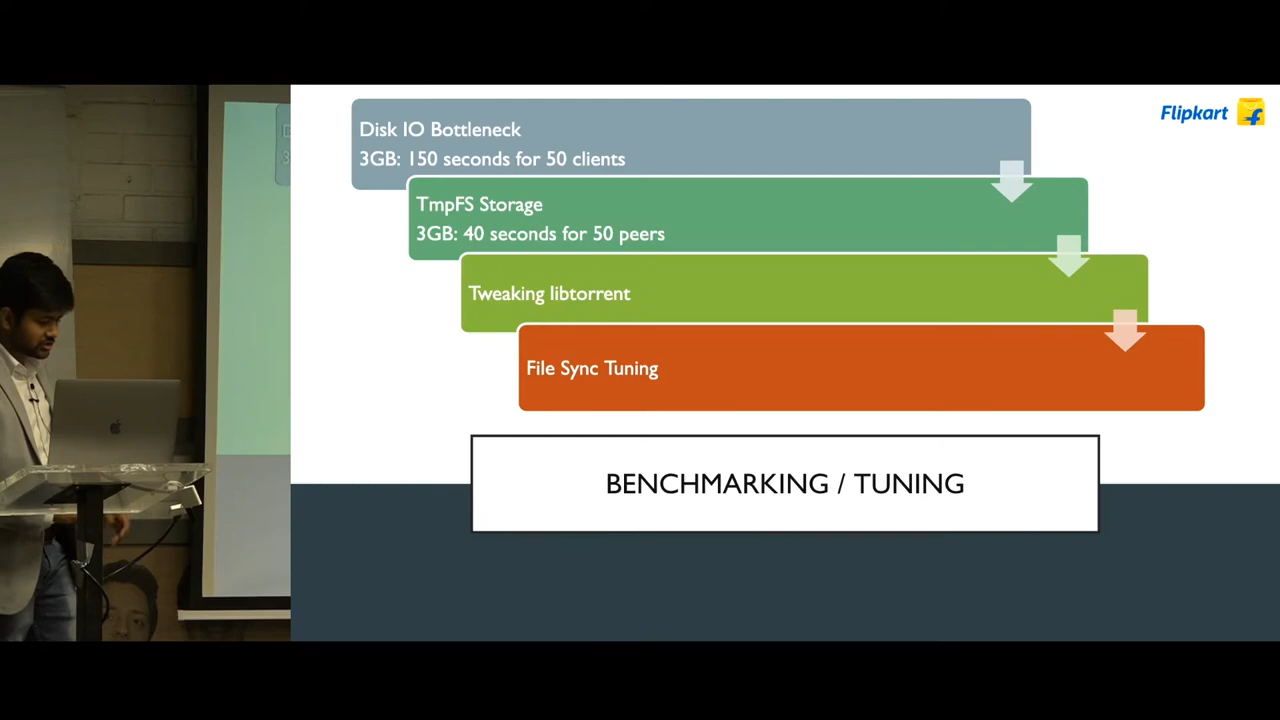 Flipkart
Disk IO Bottleneck
3GB: 150 seconds for 50 clients
TmpFS Storage
3GB: 40 seconds for 50 peers
Tweaking libtorrent
File Sync Tuning
BENCHMARKING / TUNING